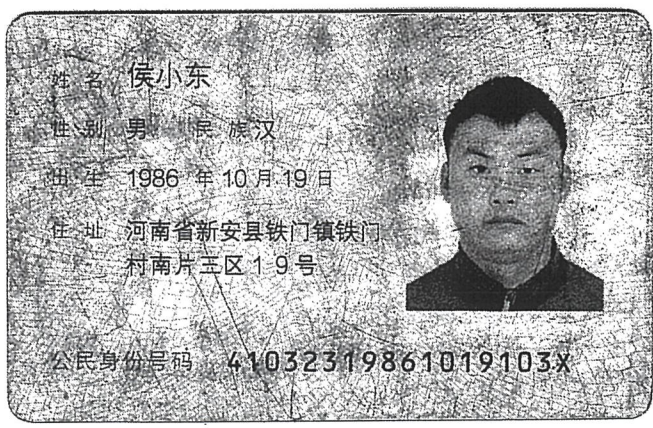 姓名 侯小东
性别 男 民族 汉
出生 1986 年 10 月 19 日
住址 河南省新安县铁门镇铁门
村南片三区19号
公民身份号码 41032319861019103X